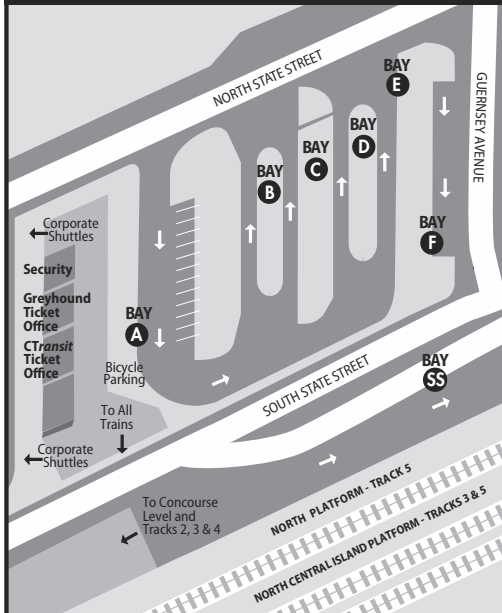 NORTH STATE STREET
GUERNSEY AVENUE
BAY
E
BAY
D
BAY
C
BAY
B
Corporate
Shuttles
Security
Greyhound
Ticket
Office
CTransit
Ticket
Office
BAY
A
BAY
F
Bicycle
Parking
To All
Trains
Corporate
Shuttles
SOUTH STATE STREET
BAY
SS
To Concourse
Level and
Tracks 2, 3 & 4
NORTH PLATFORM - TRACK 5
NORTH CENTRAL ISLAND PLATFORM - TRACKS 3 & 5